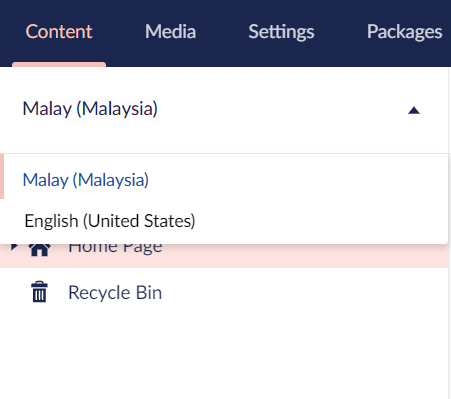 Content Media Settings Packages
Malay (Malaysia)
Malay (Malaysia)
English (United States)
Home Page
Recycle Bin